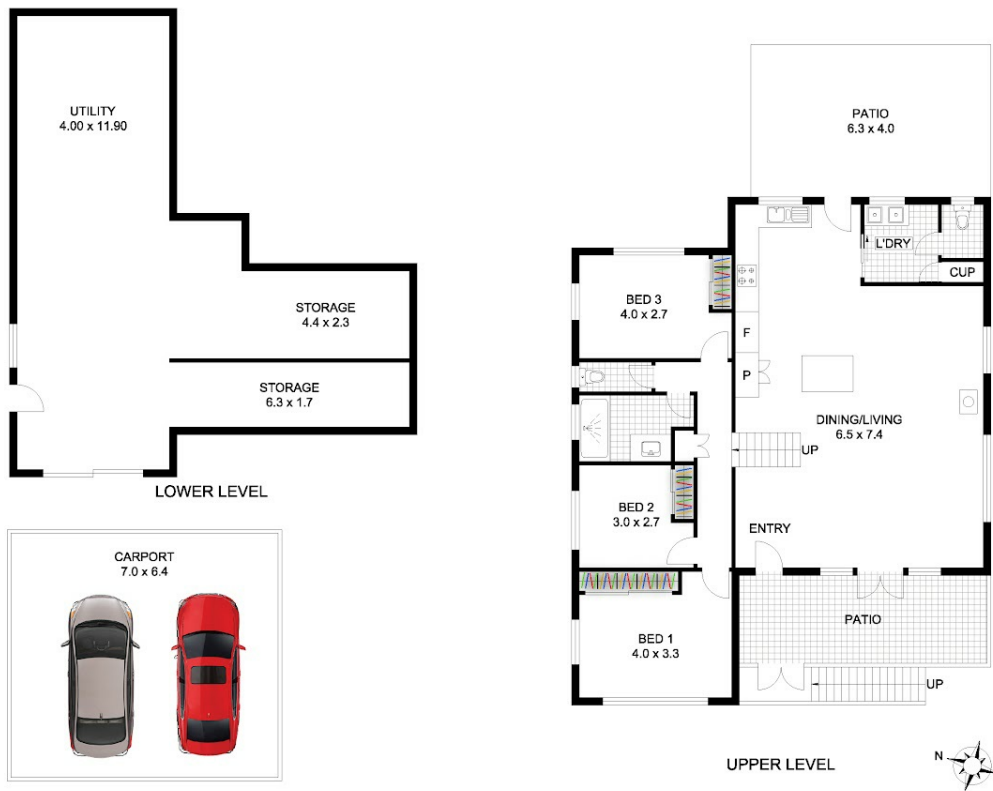 UTILITY
4.00 x 11.90
STORAGE
4.4 x 2.3
STORAGE
6.3 x 1.7
LOWER LEVEL
CARPORT
7.0 x 6.4
PATIO
6.3 x 4.0
L'DRY
CUP
BED 3
4.0 x 2.7
F
P
DINING/LIVING
6.5 x 7.4
UP
BED 2
3.0 x 2.7
ENTRY
BED 1
4.0 x 3.3
PATIO
UP
UPPER LEVEL
N